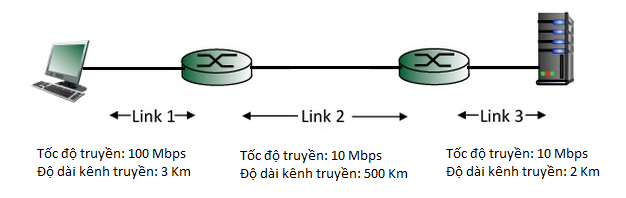 Link 1
Link 2
Link 3
Tốc độ truyền: 100 Mbps
Độ dài kênh truyền: 3 Km
Tốc độ truyền: 10 Mbps
Độ dài kênh truyền: 500 Km
Tốc độ truyền: 10 Mbps
Độ dài kênh truyền: 2 Km